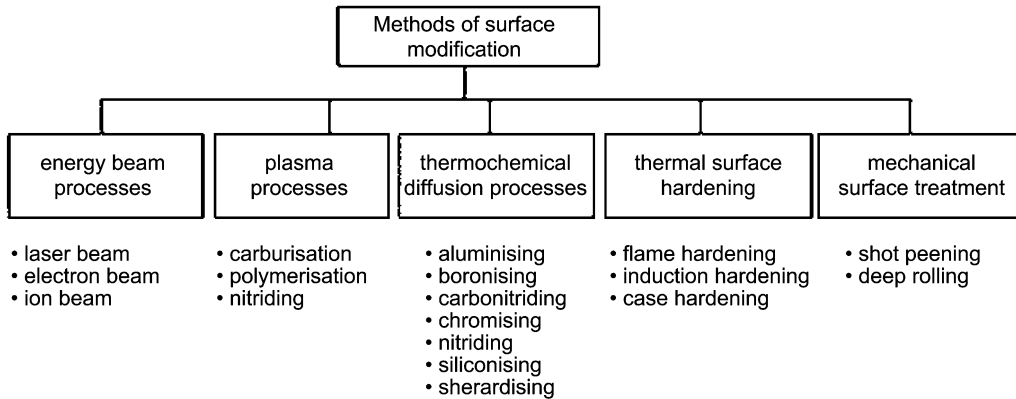 Methods of surface
modification
energy beam
processes
plasma
processes
thermochemical
diffusion processes
thermal surface
hardening
mechanical
surface treatment
• laser beam
• electron beam
• ion beam
• carburisation
• polymerisation
• nitriding
• aluminising
• boronising
• carbonitriding
• chromising
• nitriding
• siliconising
• sherardising
• flame hardening
• induction hardening
• case hardening
• shot peening
• deep rolling